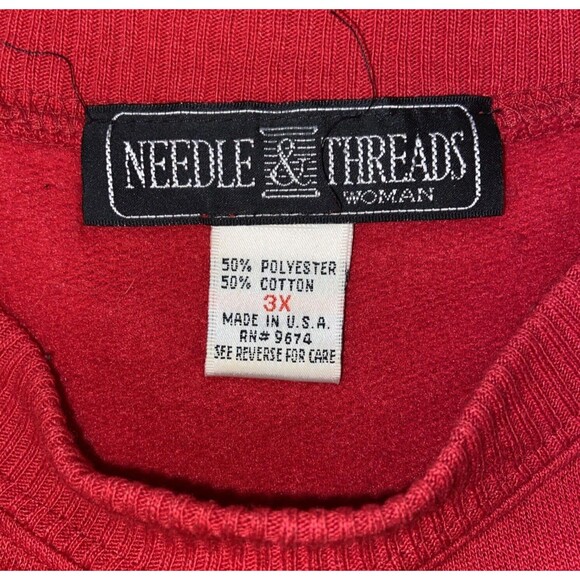 NEEDLE & THREADS
WOMAN
50% POLYESTER
50% COTTON
3X
MADE IN U.S.A.
RN# 9674
SEE REVERSE FOR CARE